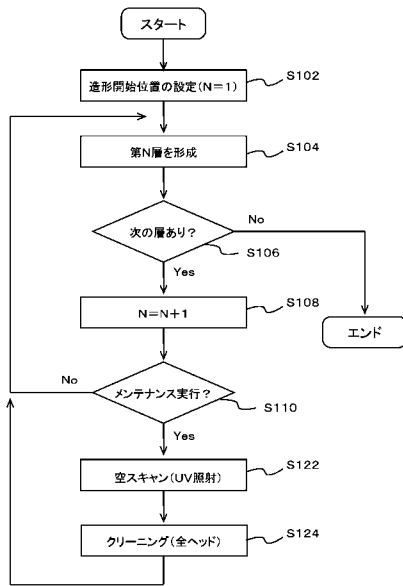 スタート
造形開始位置の設定(N=1)
S102
第N層を形成
S104
次の層あり?
No
S106
Yes
N=N+1
S108
エンド
No
メンテナンス実行?
S110
Yes
空スキャン(UV照射)
S122
クリーニング(全ヘッド)
S124